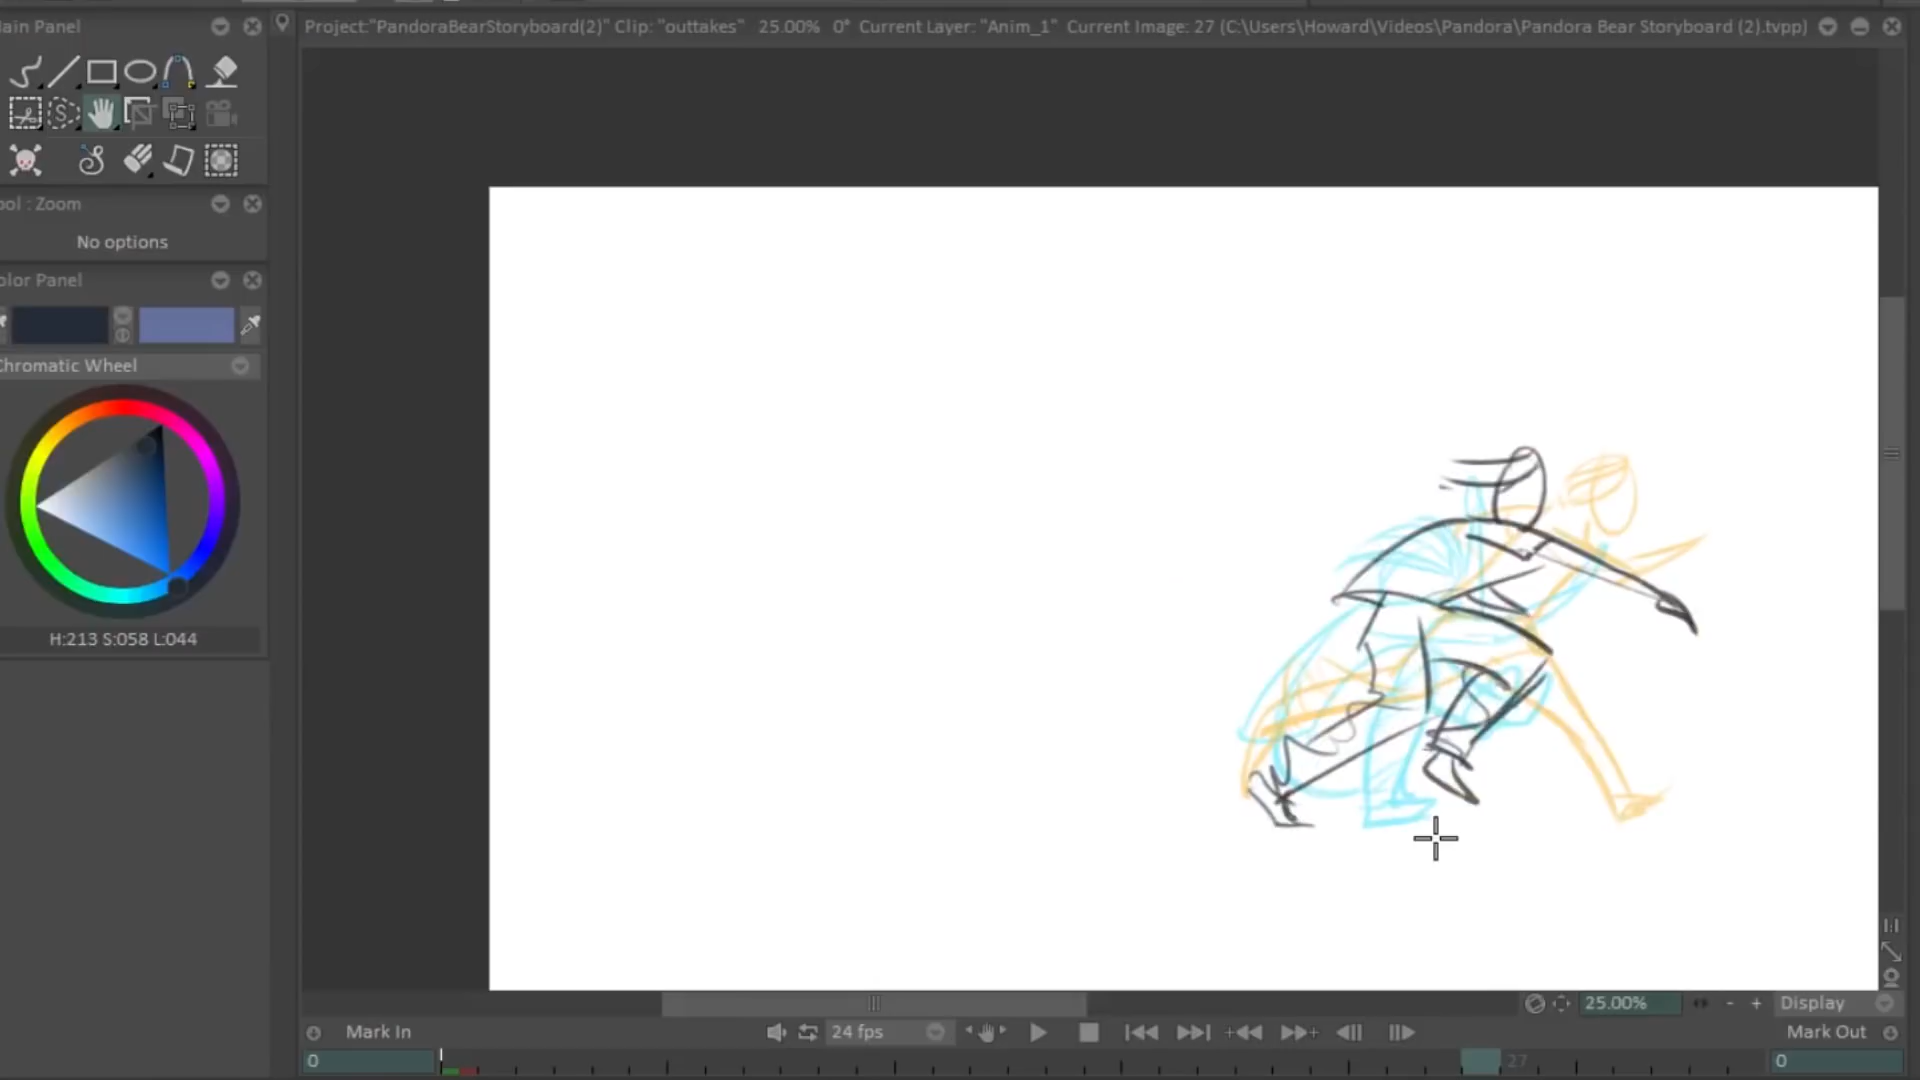 ain Panel
Project:"PandoraBearStoryboard(2)" Clip: "outtakes" 25.00% 0° Current Layer: "Anim_1" Current Image: 27 (C:\Users\Howard\Videos\Pandora\Pandora Bear Storyboard (2).tvpp)
ool : Zoom
No options
olor Panel
Chromatic Wheel
H:213 S:058 L:044
25.00%
- +
Display
Mark In
24 fps
Mark Out
0
27
0